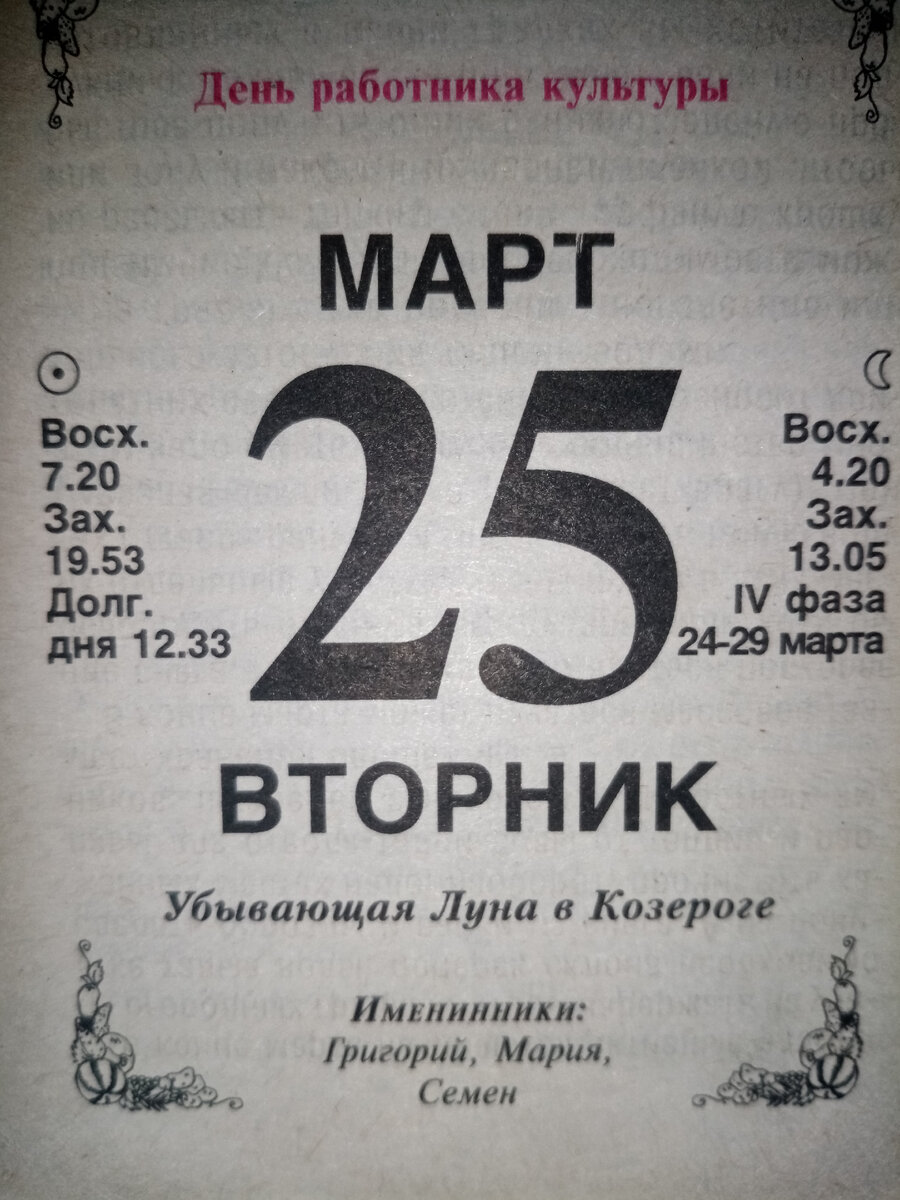 День работника культуры
МАРТ
25
Восх.
7.20
Зах.
19.53
Долг.
дня 12.33
Восх.
4.20
Зах.
13.05
IV фаза
24-29 марта
ВТОРНИК
Убывающая Луна в Козероге
Именинники:
Григорий, Мария,
Семен